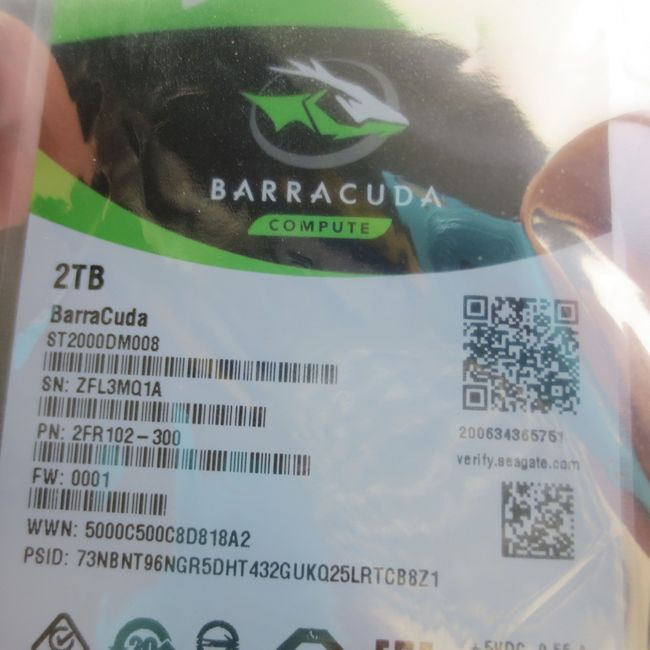 BARRACUDA
COMPUTE
2TB
BarraCuda
ST2000DM008
SN: ZFL3MQ1A
PN: 2FR102-300
FW: 0001
WWN: 5000C500C8D818A2
PSID: 73NBNT96NGR5DHT432GUKQ25LRTCB8Z1
200634365751
verify.seagate.com